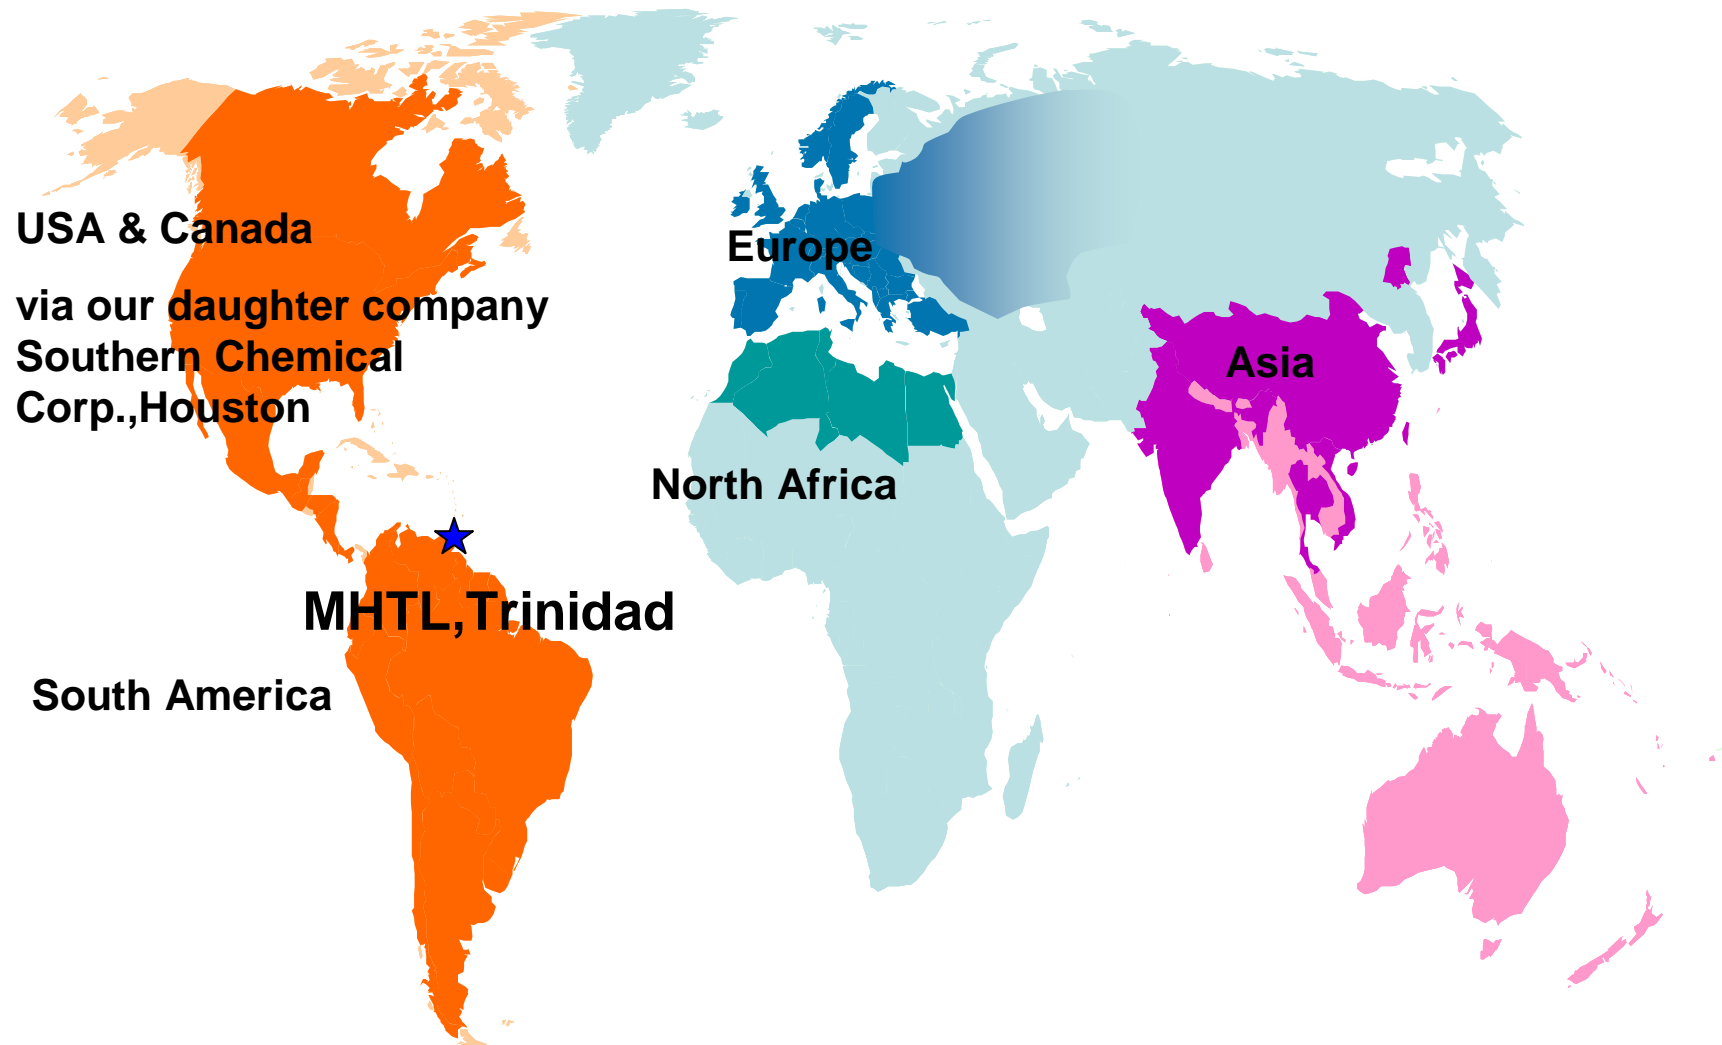 USA & Canada
via our daughter company
Southern Chemical
Corp.,Houston
Europe
Asia
North Africa
MHTL,Trinidad
South America